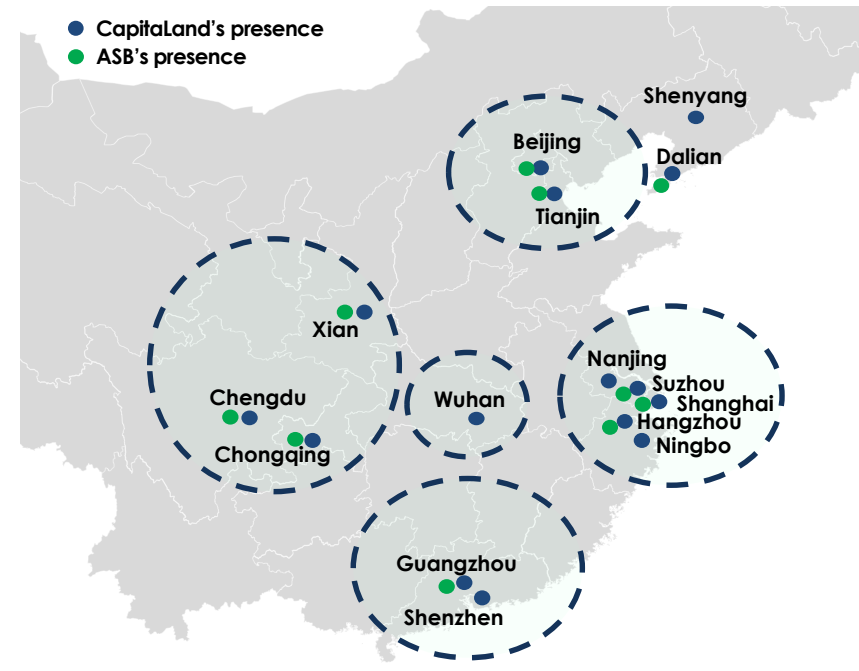 CapitaLand's presence
ASB's presence
Shenyang
Beijing
Dalian
Tianjin
Xian
Nanjing
Suzhou
Chengdu
Wuhan
Shanghai
Hangzhou
Chongqing
Ningbo
Guangzhou
Shenzhen